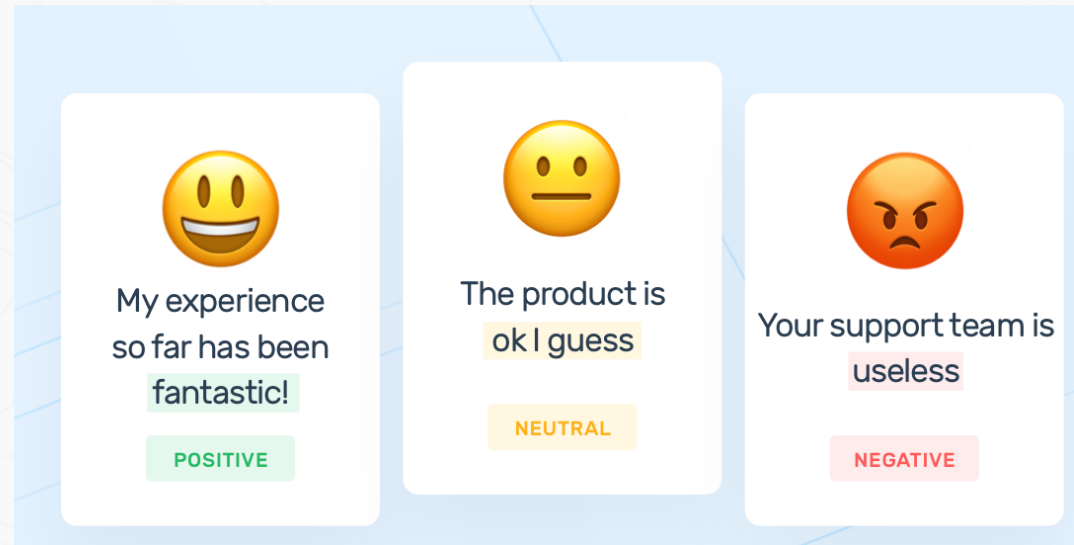 My experience
so far has been
fantastic!
POSITIVE
The product is
ok I guess
NEUTRAL
Your support team is
useless
NEGATIVE